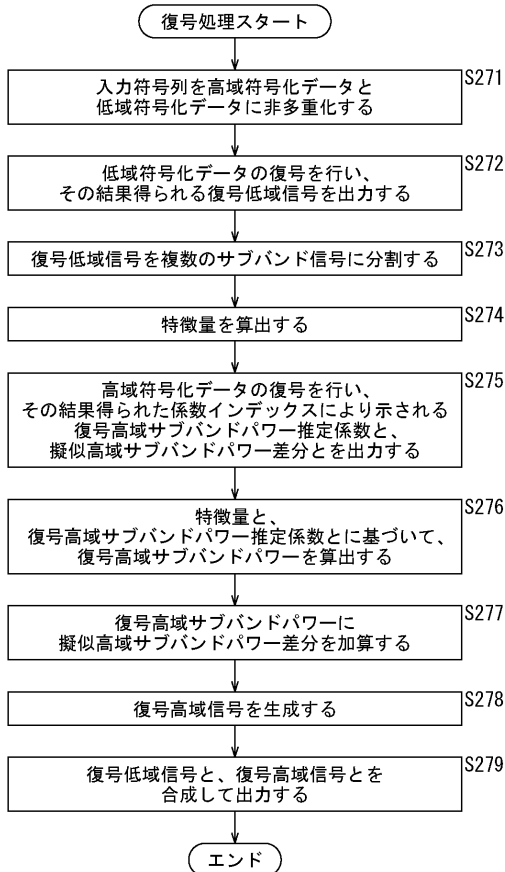 復号処理スタート
S271
入力符号列を高域符号化データと
低域符号化データに非多重化する
S272
低域符号化データの復号を行い、
その結果得られる復号低域信号を出力する
S273
復号低域信号を複数のサブバンド信号に分割する
S274
特徴量を算出する
S275
高域符号化データの復号を行い、
その結果得られた係数インデックスにより示される
復号高域サブバンドパワー推定係数と、
擬似高域サブバンドパワー差分とを出力する
S276
特徴量と、
復号高域サブバンドパワー推定係数とに基づいて、
復号高域サブバンドパワーを算出する
S277
復号高域サブバンドパワーに
擬似高域サブバンドパワー差分を加算する
S278
復号高域信号を生成する
S279
復号低域信号と、復号高域信号とを
合成して出力する
エンド